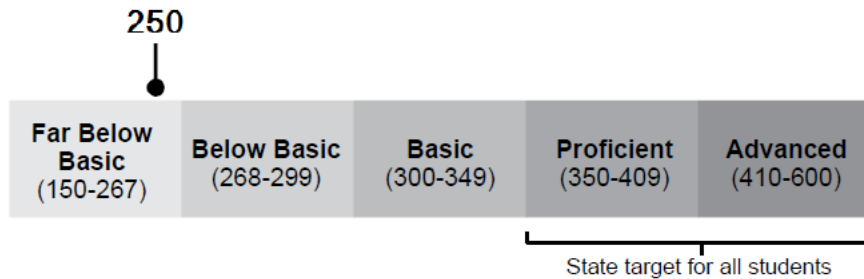 250
Far Below
Basic
(150-267)
Below Basic
(268-299)
Basic
(300-349)
Proficient
(350-409)
Advanced
(410-600)
State target for all students